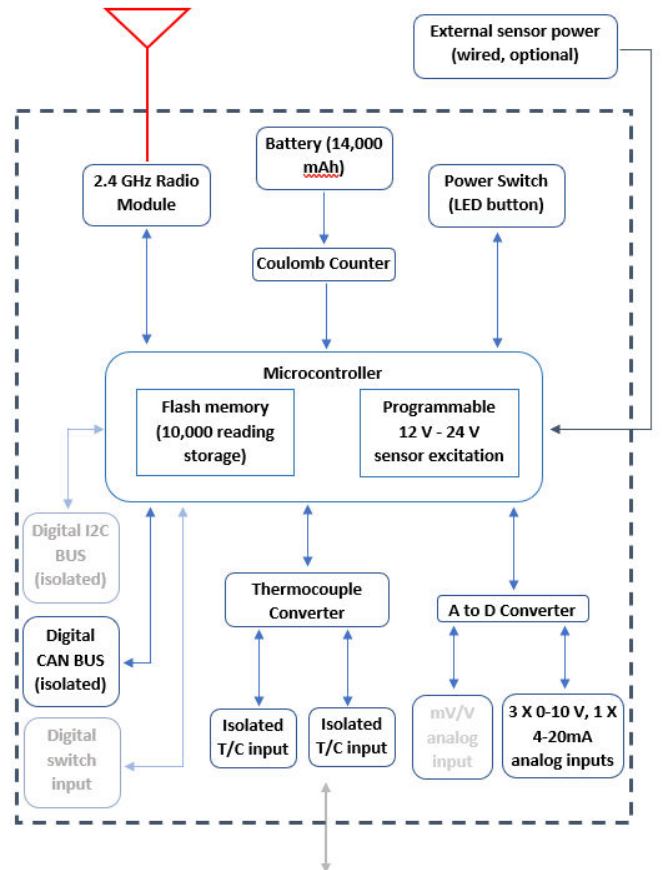 External sensor power
(wired, optional)
2.4 GHz Radio
Module
Battery (14,000
mAh)
Power Switch
(LED button)
Coulomb Counter
Microcontroller
Flash memory
(10,000 reading
storage)
Programmable
12 V - 24 V
sensor excitation
Digital I2C
BUS
(isolated)
Thermocouple
Converter
A to D Converter
Digital
CAN BUS
(isolated)
Digital
switch
input
Isolated
T/C input
Isolated
T/C input
mV/V
analog
input
3 X 0-10 V, 1 X
4-20mA
analog inputs